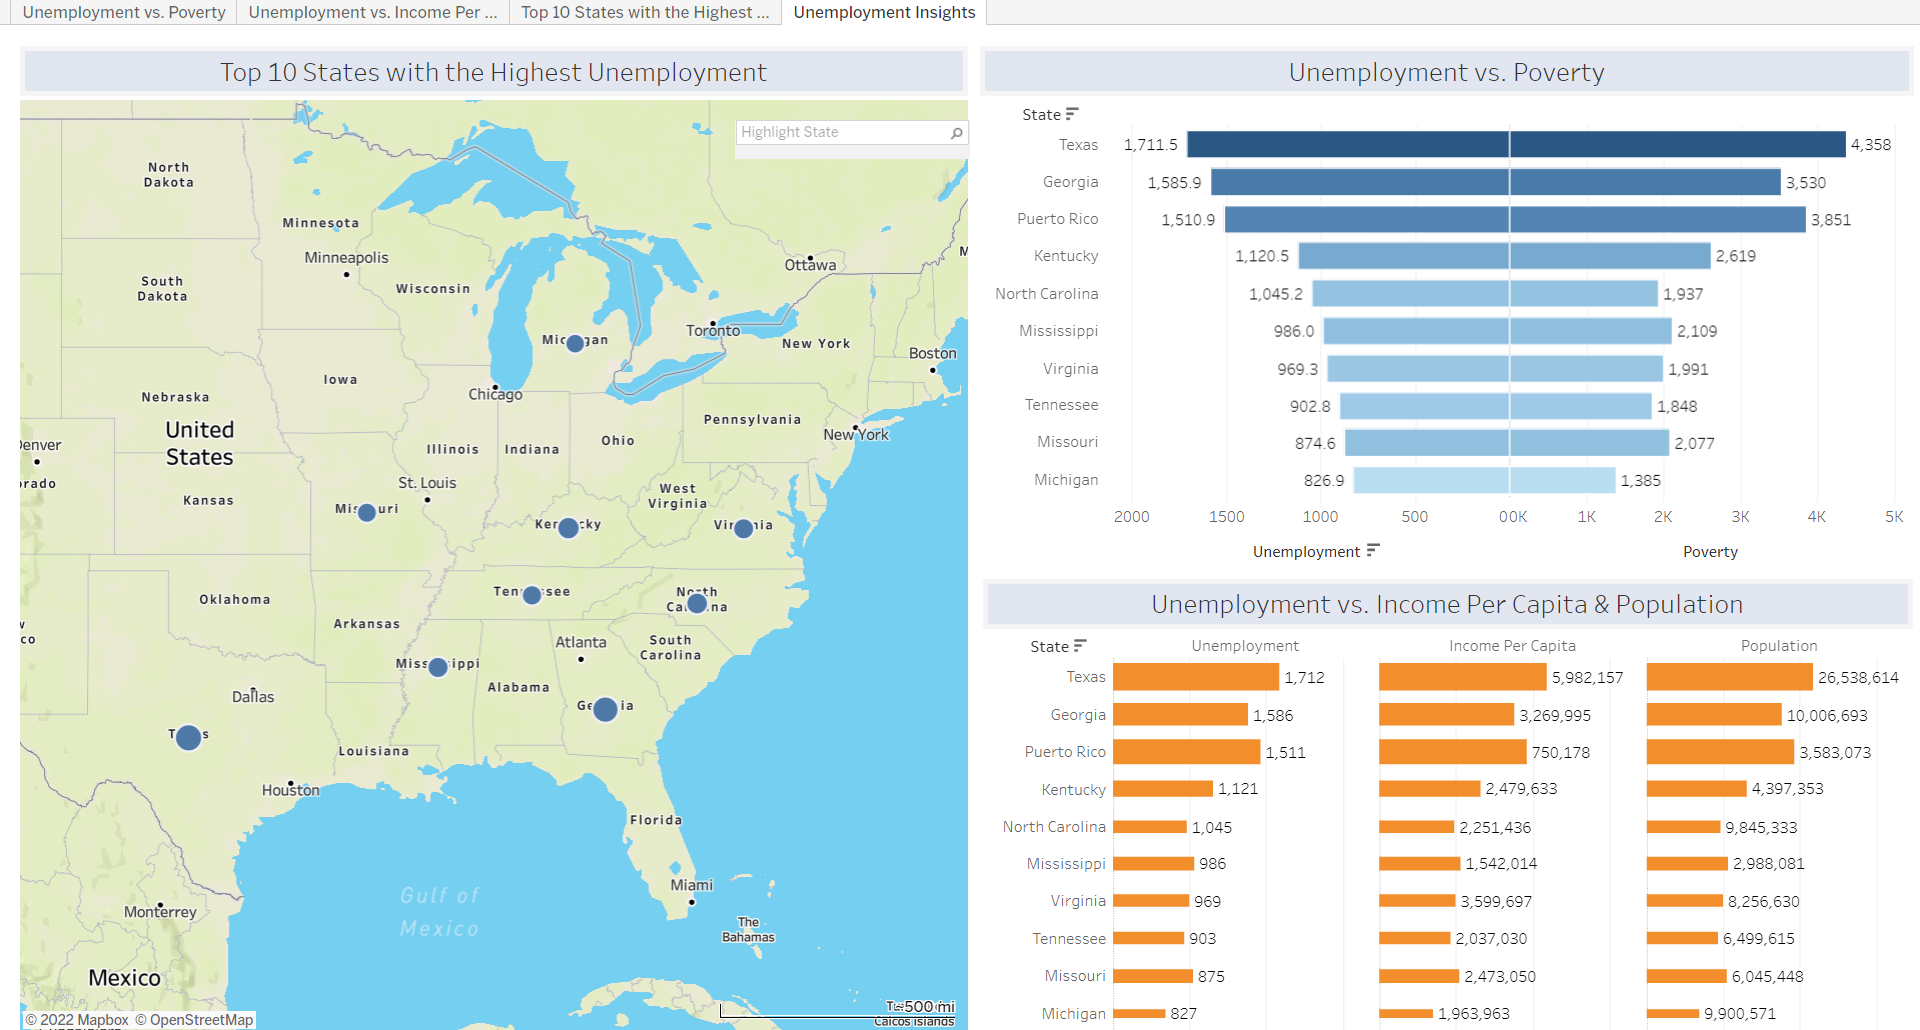 Unemployment vs. Poverty
Unemployment vs. Income Per ...
Top 10 States with the Highest ...
Unemployment Insights
Top 10 States with the Highest Unemployment
Highlight State
North
Dakota
Minnesota
Minneapolis
Ottawa
M
South
Dakota
Wisconsin
Michigan
Toronto
New York
Boston
Iowa
Chicago
Nebraska
Pennsylvania
New York
United
States
Illinois
Indiana
Ohio
Denver
orado
Kansas
St. Louis
West
Virginia
Missouri
Kentucky
Virginia
Oklahoma
Tennessee
North
Carolina
co
Arkansas
Atlanta
South
Carolina
Mississippi
Alabama
Dallas
Georgia
Texas
Louisiana
Houston
Florida
Miami
Gulf of
Mexico
Monterrey
The
Bahamas
Mexico
500 mi
Caicos islands
© 2022 Mapbox © OpenStreetMap
Unemployment vs. Poverty
State
Texas 1,711.5 4,358
Georgia 1,585.9 3,530
Puerto Rico 1,510.9 3,851
Kentucky 1,120.5 2,619
North Carolina 1,045.2 1,937
Mississippi 986.0 2,109
Virginia 969.3 1,991
Tennessee 902.8 1,848
Missouri 874.6 2,077
Michigan 826.9 1,385
2000 1500 1000 500 0 0K 1K 2K 3K 4K 5K
Unemployment Poverty
Unemployment vs. Income Per Capita & Population
State Unemployment Income Per Capita Population
Texas 1,712 5,982,157 26,538,614
Georgia 1,586 3,269,995 10,006,693
Puerto Rico 1,511 750,178 3,583,073
Kentucky 1,121 2,479,633 4,397,353
North Carolina 1,045 2,251,436 9,845,333
Mississippi 986 1,542,014 2,988,081
Virginia 969 3,599,697 8,256,630
Tennessee 903 2,037,030 6,499,615
Missouri 875 2,473,050 6,045,448
Michigan 827 1,963,963 9,900,571